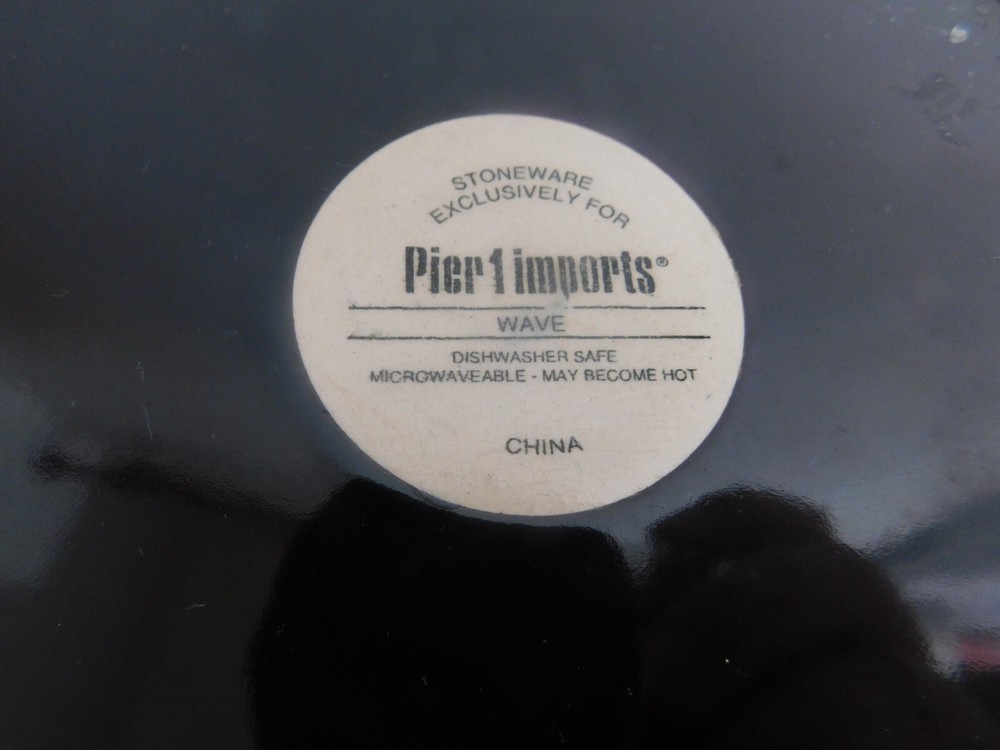 STONEWARE
EXCLUSIVELY FOR
Pier 1 imports®
WAVE
DISHWASHER SAFE
MICROWAVEABLE - MAY BECOME HOT
CHINA